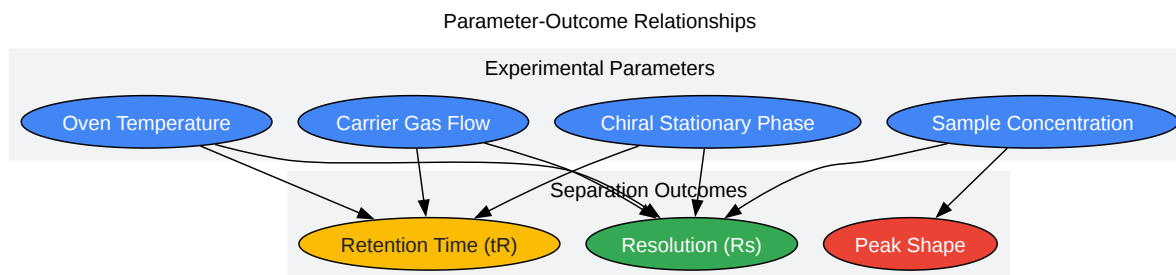 Parameter-Outcome Relationships
Experimental Parameters
Oven Temperature
Carrier Gas Flow
Chiral Stationary Phase
Sample Concentration
Separation Outcomes
Retention Time (tR)
Resolution (Rs)
Peak Shape